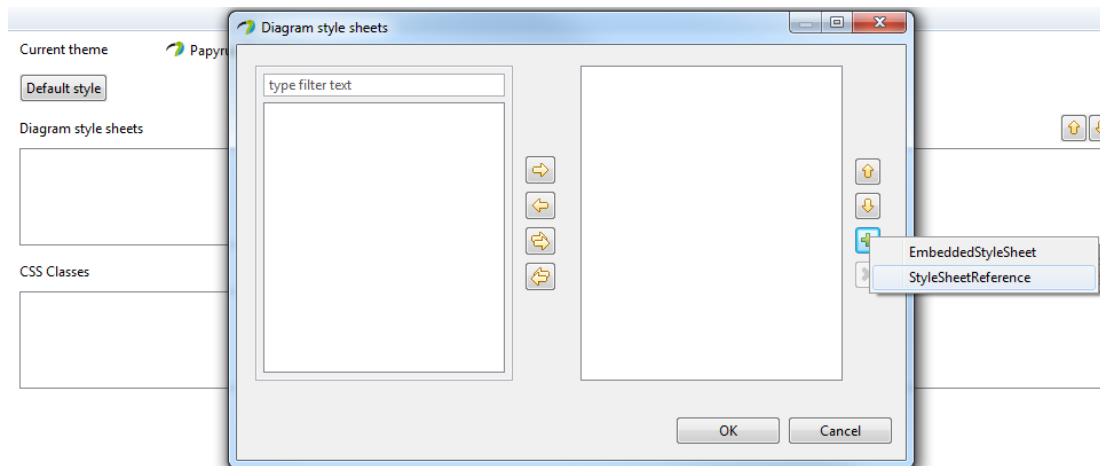 Diagram style sheets
Current theme
Default style
type filter text
Diagram style sheets
EmbeddedStyleSheet
CSS Classes
StyleSheetReference
OK Cancel